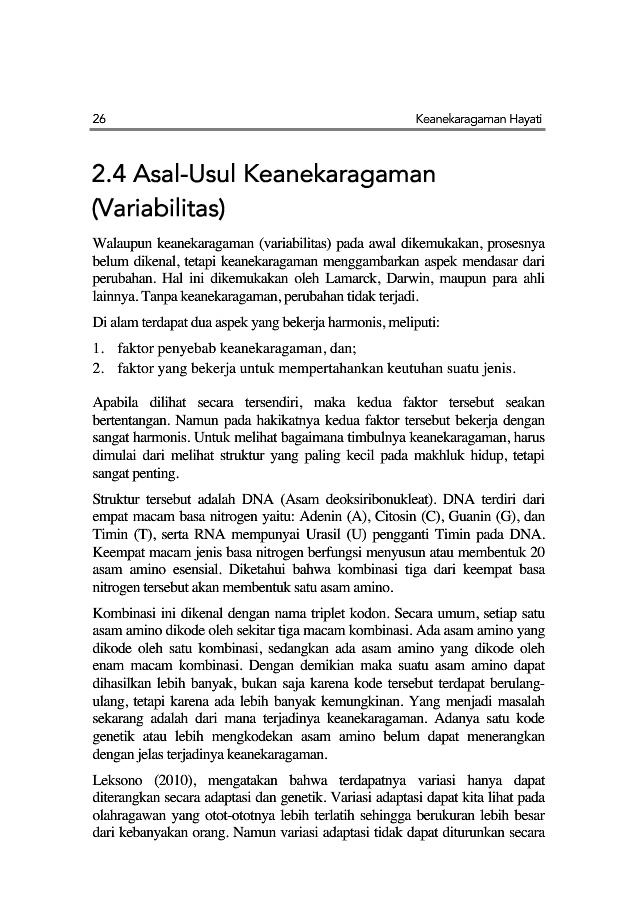 26 Keanekaragaman Hayati
2.4 Asal-Usul Keanekaragaman
(Variabilitas)
Walaupun keanekaragaman (variabilitas) pada awal dikemukakan, prosesnya
belum dikenal, tetapi keanekaragaman menggambarkan aspek mendasar dari
perubahan. Hal ini dikemukakan oleh Lamarck, Darwin, maupun para ahli
lainnya. Tanpa keanekaragaman, perubahan tidak terjadi.
Di alam terdapat dua aspek yang bekerja harmonis, meliputi:
1. faktor penyebab keanekaragaman, dan;
2. faktor yang bekerja untuk mempertahankan keutuhan suatu jenis.
Apabila dilihat secara tersendiri, maka kedua faktor tersebut seakan
bertentangan. Namun pada hakikatnya kedua faktor tersebut bekerja dengan
sangat harmonis. Untuk melihat bagaimana timbulnya keanekaragaman, harus
dimulai dari melihat struktur yang paling kecil pada makhluk hidup, tetapi
sangat penting.
Struktur tersebut adalah DNA (Asam deoksiribonukleat). DNA terdiri dari
empat macam basa nitrogen yaitu: Adenin (A), Citosin (C), Guanin (G), dan
Timin (T), serta RNA mempunyai Urasil (U) pengganti Timin pada DNA.
Keempat macam jenis basa nitrogen berfungsi menyusun atau membentuk 20
asam amino esensial. Diketahui bahwa kombinasi tiga dari keempat basa
nitrogen tersebut akan membentuk satu asam amino.
Kombinasi ini dikenal dengan nama triplet kodon. Secara umum, setiap satu
asam amino dikode oleh sekitar tiga macam kombinasi. Ada asam amino yang
dikode oleh satu kombinasi, sedangkan ada asam amino yang dikode oleh
enam macam kombinasi. Dengan demikian maka suatu asam amino dapat
dihasilkan lebih banyak, bukan saja karena kode tersebut terdapat berulang-
ulang, tetapi karena ada lebih banyak kemungkinan. Yang menjadi masalah
sekarang adalah dari mana terjadinya keanekaragaman. Adanya satu kode
genetik atau lebih mengkodekan asam amino belum dapat menerangkan
dengan jelas terjadinya keanekaragaman.
Leksono (2010), mengatakan bahwa terdapatnya variasi hanya dapat
diterangkan secara adaptasi dan genetik. Variasi adaptasi dapat kita lihat pada
olahragawan yang otot-ototnya lebih terlatih sehingga berukuran lebih besar
dari kebanyakan orang. Namun variasi adaptasi tidak dapat diturunkan secara